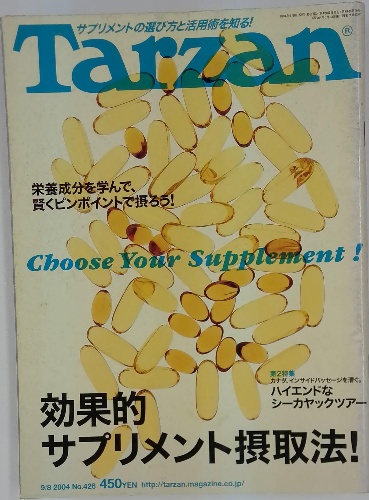 サプリメントの選び方と活用術を知る!
Tarzan®
栄養成分を学んで、
賢くピンポイントで摂ろう!
Choose Your Supplement !
第2特集
カナダ、インサイドパッセージを漕ぐ。
ハイエンドな
シーカヤックツアー
効果的
サプリメント摂取法!
9/8 2004 No.426 450YEN http://tarzan.magazine.co.jp/